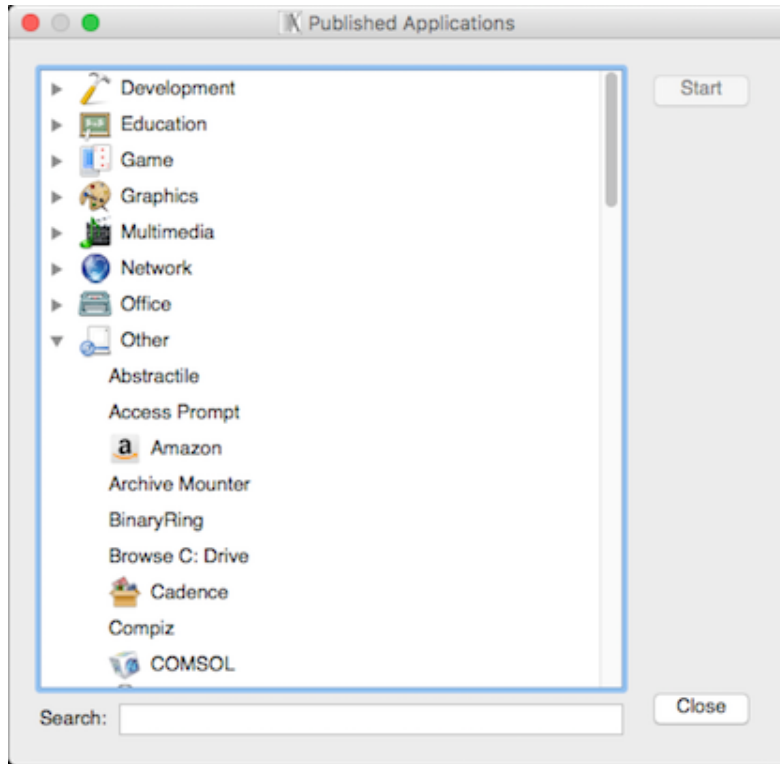 Published Applications
Development
Start
Education
Game
Graphics
Multimedia
Network
Office
Other
Abstractile
Access Prompt
a Amazon
Archive Mounter
BinaryRing
Browse C: Drive
Cadence
Compiz
COMSOL
Search:
Close